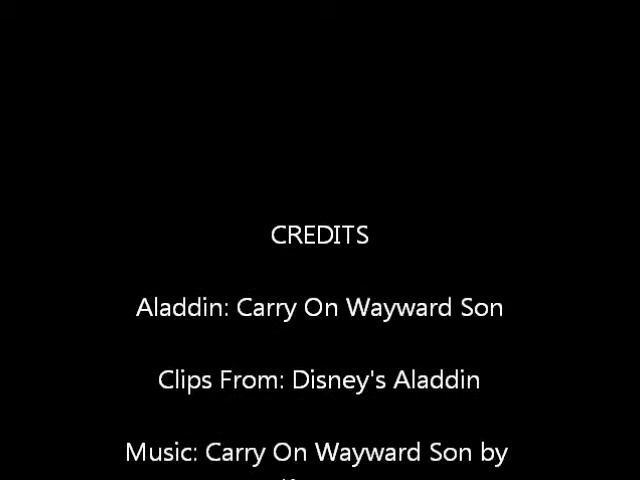 CREDITS
Aladdin: Carry On Wayward Son
Clips From: Disney's Aladdin
Music: Carry On Wayward Son by